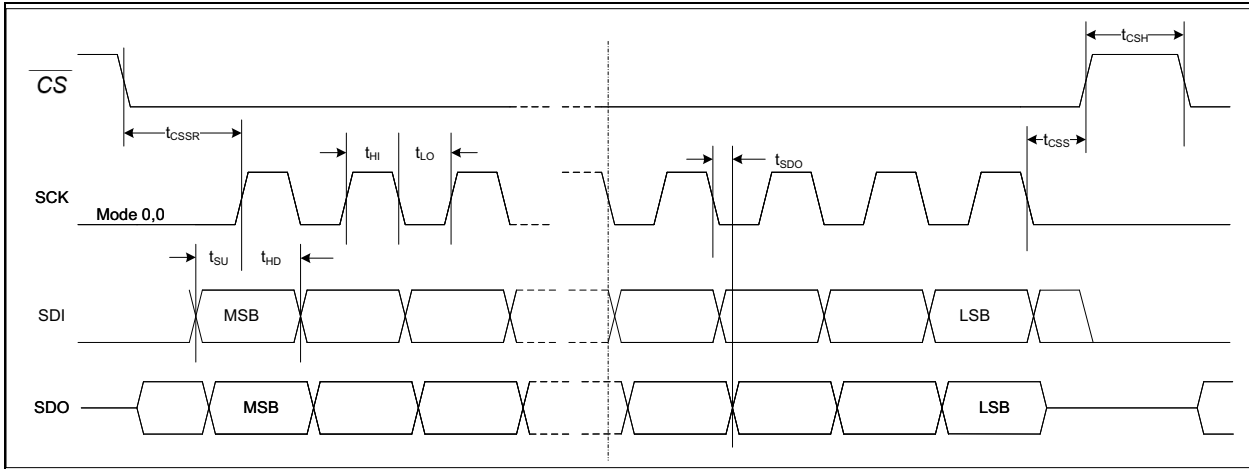 tCSH
CS
tCSSR
tCSS
tHI
tLO
tSDO
SCK
Mode 0,0
tSU
tHD
SDI
MSB
LSB
SDO
MSB
LSB